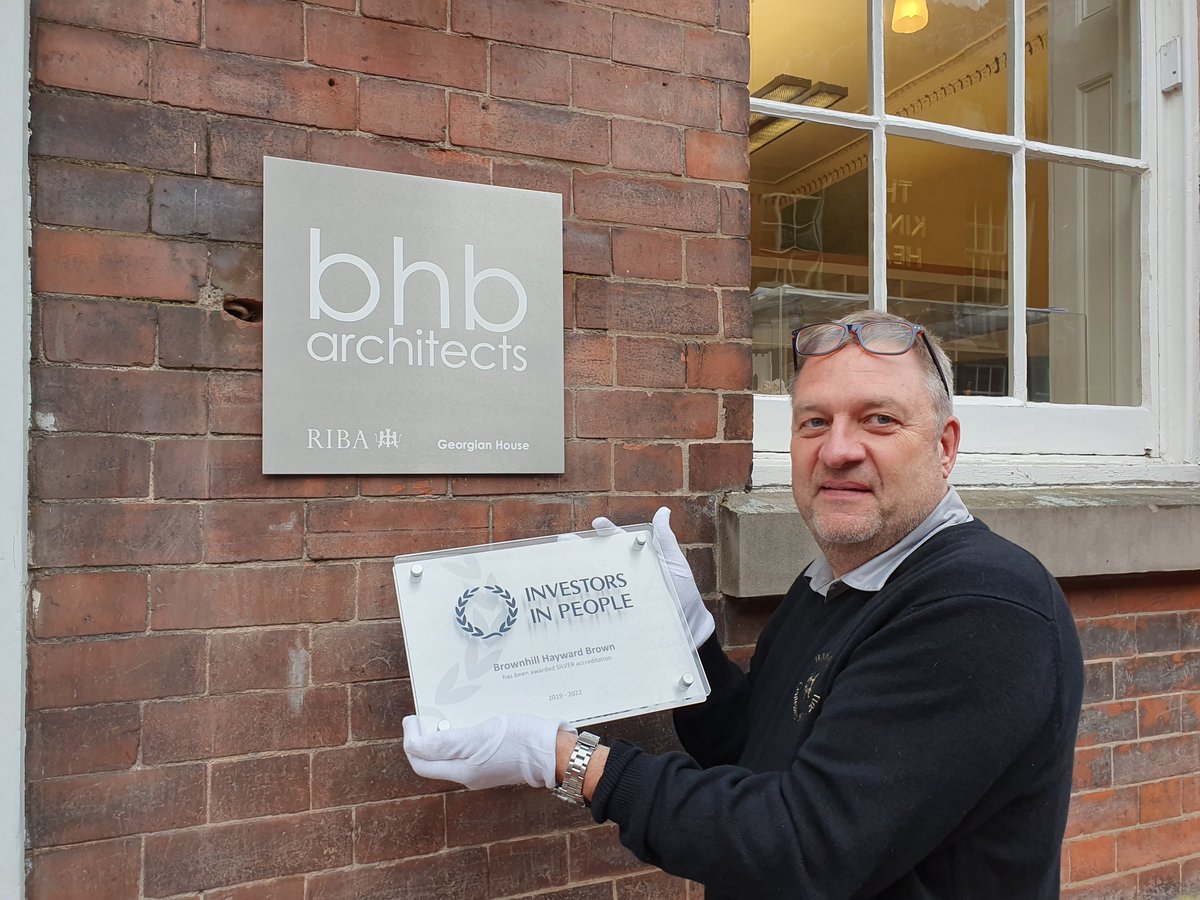 bhb
architects
RIBA
Georgian House
INVESTORS
IN PEOPLE
Brownhill Hayward Brown
has been awarded SILVER accreditation
2019 - 2022